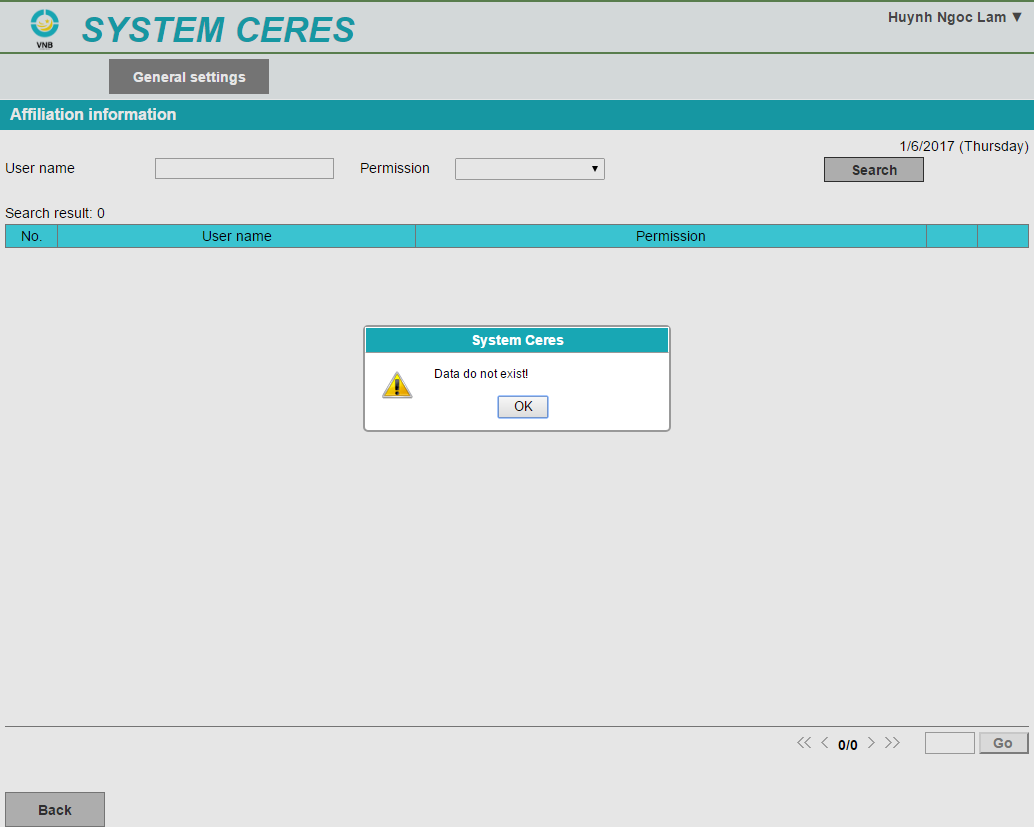 VNB
SYSTEM CERES
Huynh Ngoc Lam ▼
General settings
Affiliation information
1/6/2017 (Thursday)
User name
Permission
Search
Search result: 0
No. User name Permission
System Ceres
Data do not exist!
OK
<< < 0/0 > >> Go
Back